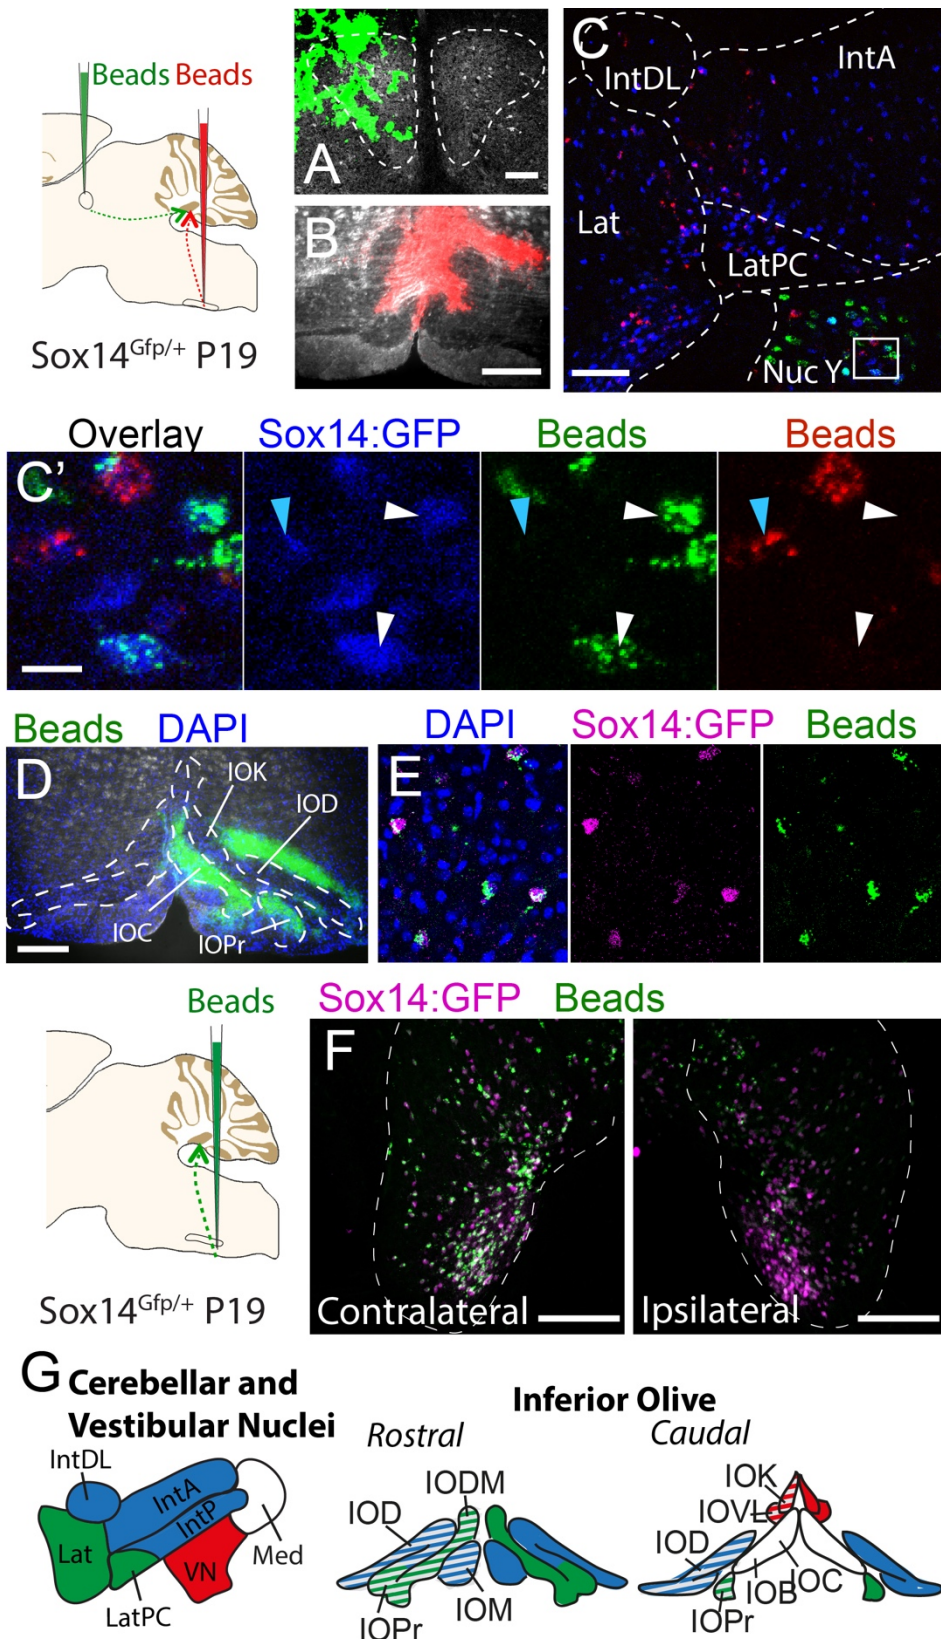 Beads Beads
Sox14Gfp/+ P19
A
B
C
IntDL
IntA
Lat
LatPC
Nuc Y
Overlay
Sox14:GFP
Beads
Beads
C’
Beads DAPI
D
IOK
IOD
IOC
IOPr
DAPI
Sox14:GFP
Beads
E
Beads
Sox14Gfp/+ P19
Sox14:GFP Beads
F
Contralateral
Ipsilateral
G
Cerebellar and
Vestibular Nuclei
IntDL
IntA
IntP
Lat
LatPC
VN
Med
Inferior Olive
Rostral
IODM
IOD
IOPr
IOM
Caudal
IOK
IOVL
IOD
IOPr
IOB
IOC